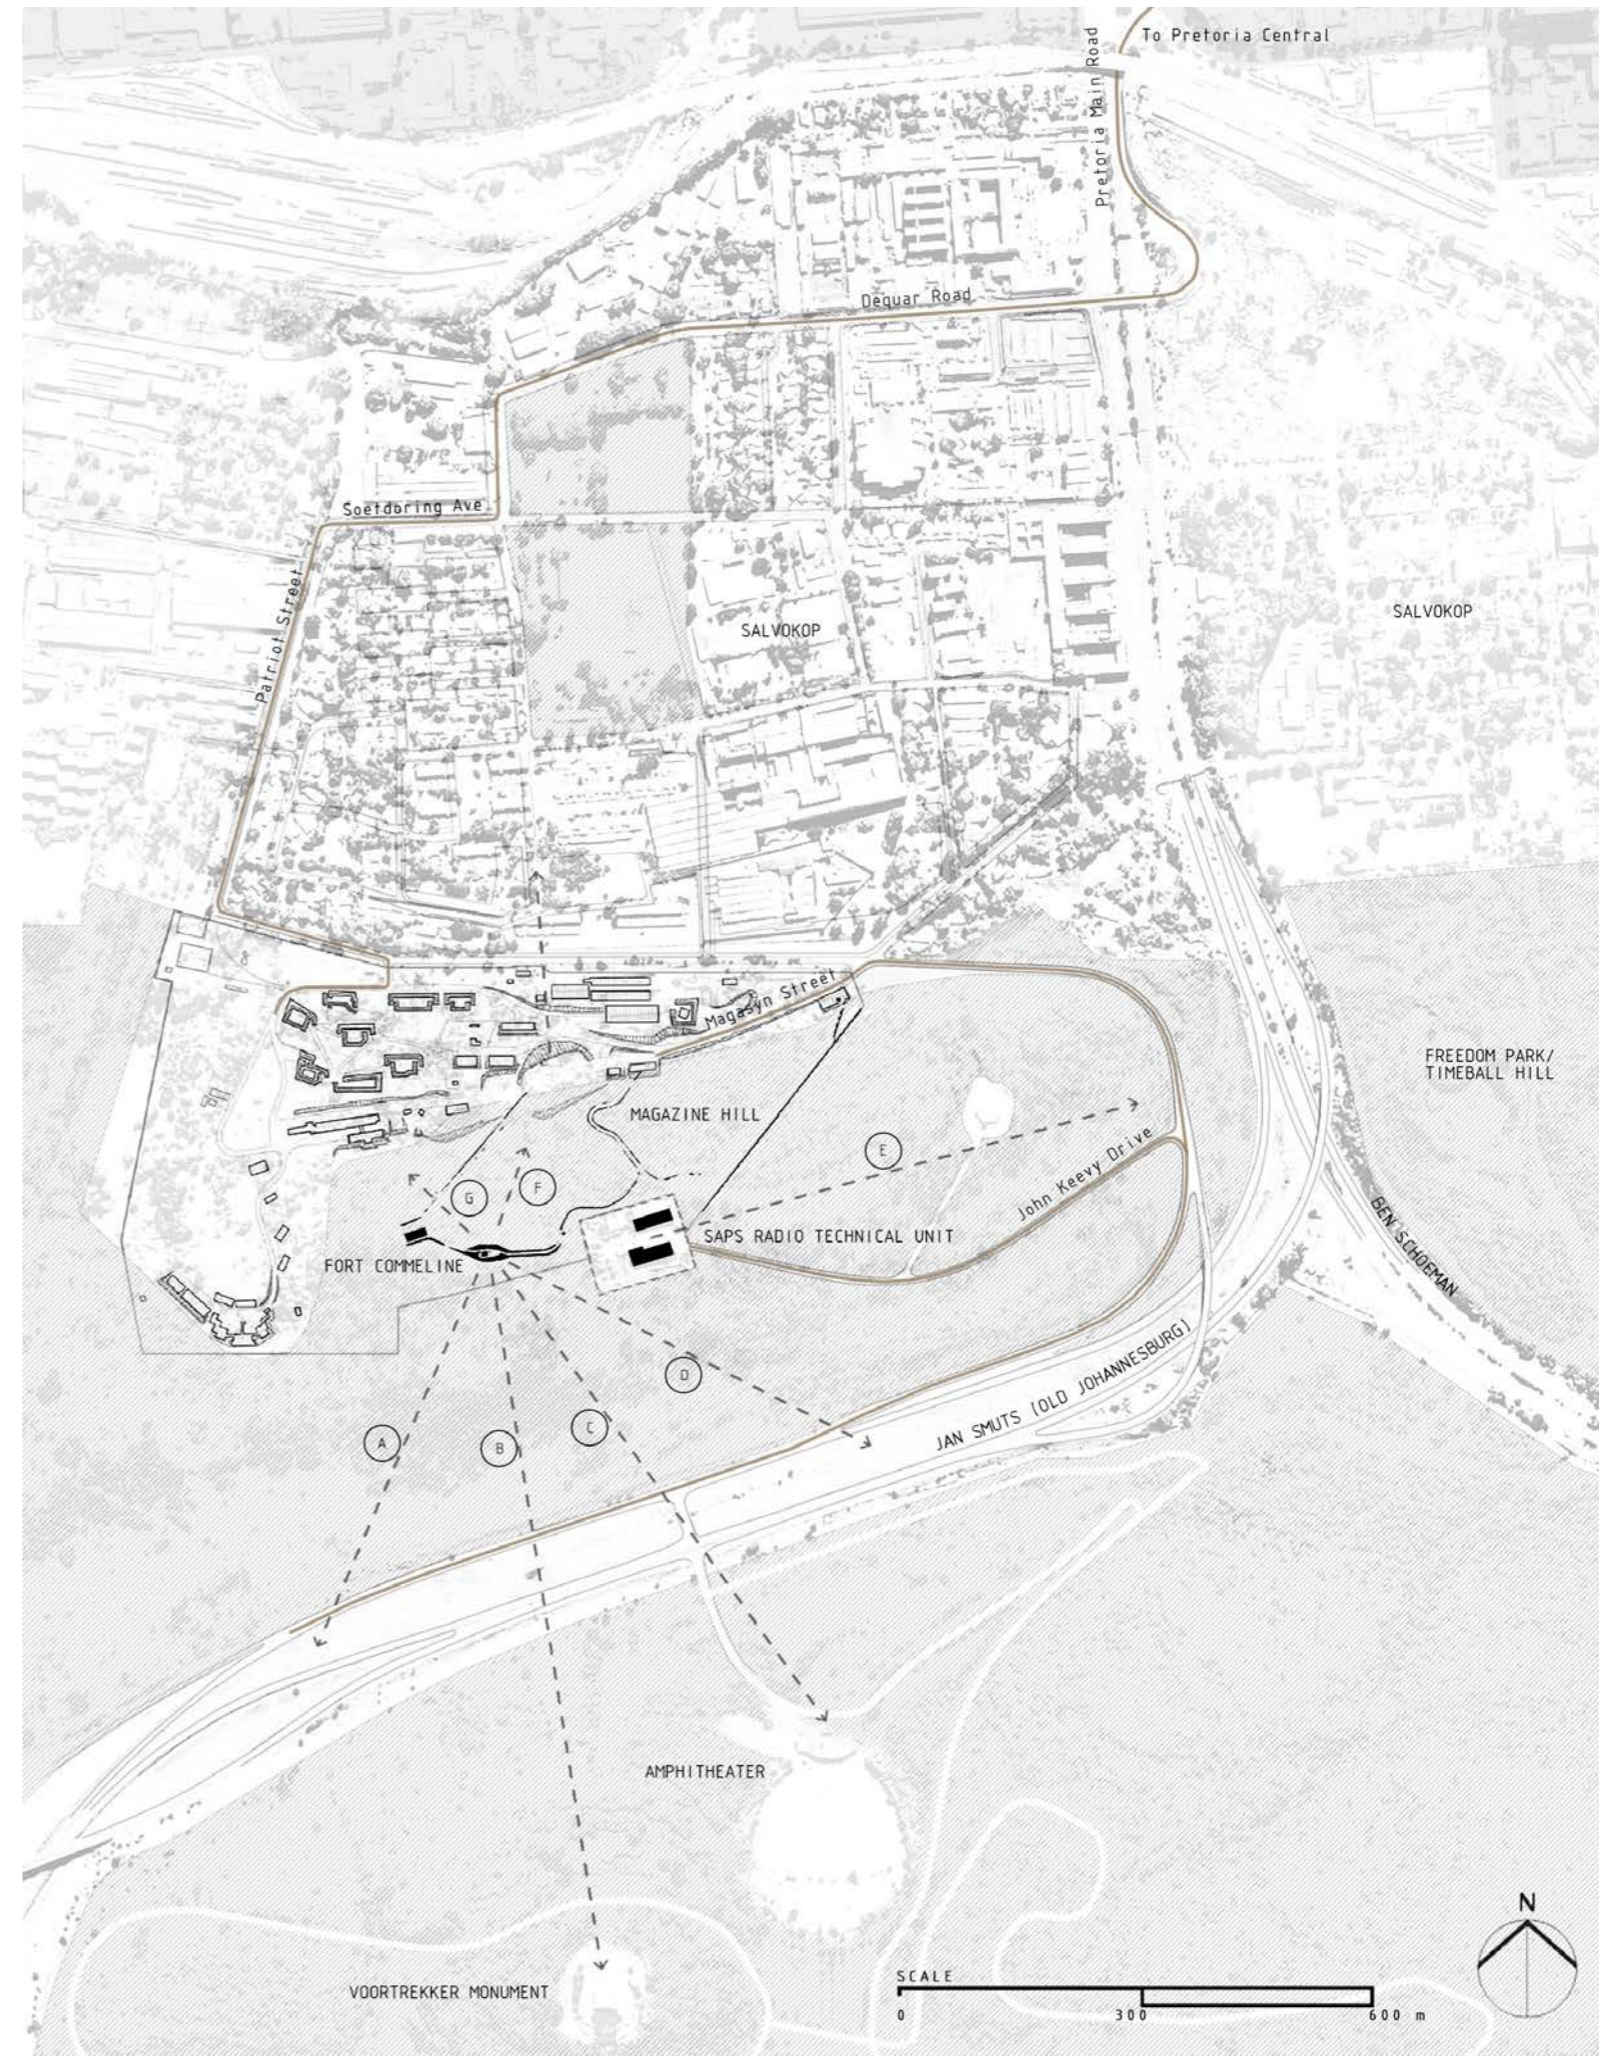 To Pretoria Central
Pretoria Main Road
Dequar Road
Soetdoring Ave
Patriot Street
SALVOKOP
SALVOKOP
Magasyn Street
MAGAZINE HILL
FREEDOM PARK/
TIMEBALL HILL
E
John Keevy Drive
G
F
SAPS RADIO TECHNICAL UNIT
FORT COMMELINE
BEN SCHOEMAN
D
JAN SMUTS (OLD JOHANNESBURG)
A
B
C
AMPHITHEATER
VOORTREKKER MONUMENT
N
SCALE
0 300 600 m